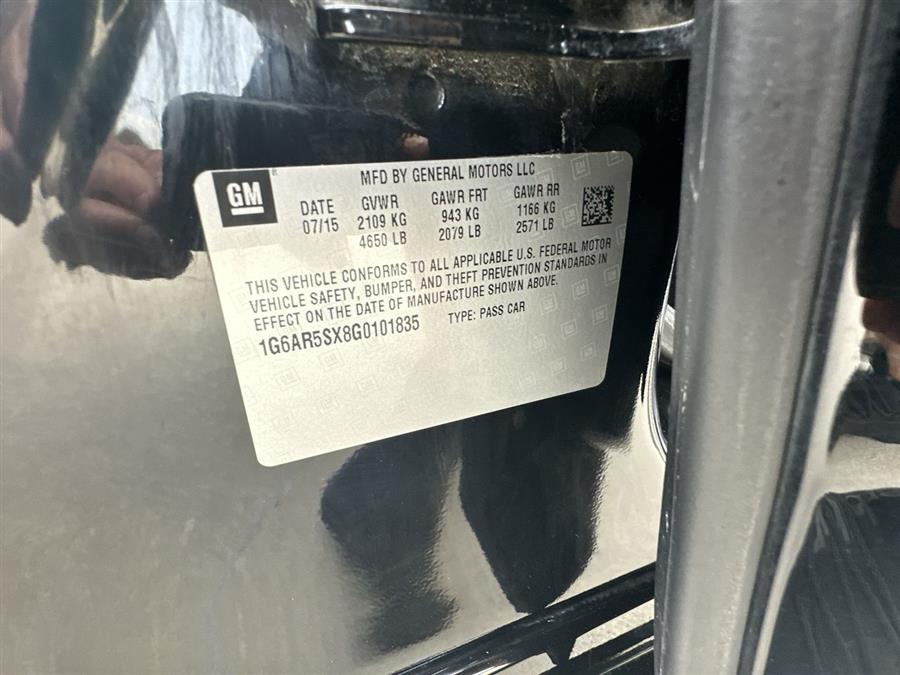 GM
MFD BY GENERAL MOTORS LLC
DATE GVWR GAWR FRT GAWR RR
07/15 2109 KG 943 KG 1166 KG
4650 LB 2079 LB 2571 LB
THIS VEHICLE CONFORMS TO ALL APPLICABLE U.S. FEDERAL MOTOR
VEHICLE SAFETY, BUMPER, AND THEFT PREVENTION STANDARDS IN
EFFECT ON THE DATE OF MANUFACTURE SHOWN ABOVE.
1G6AR5SX8G0101835 TYPE: PASS CAR